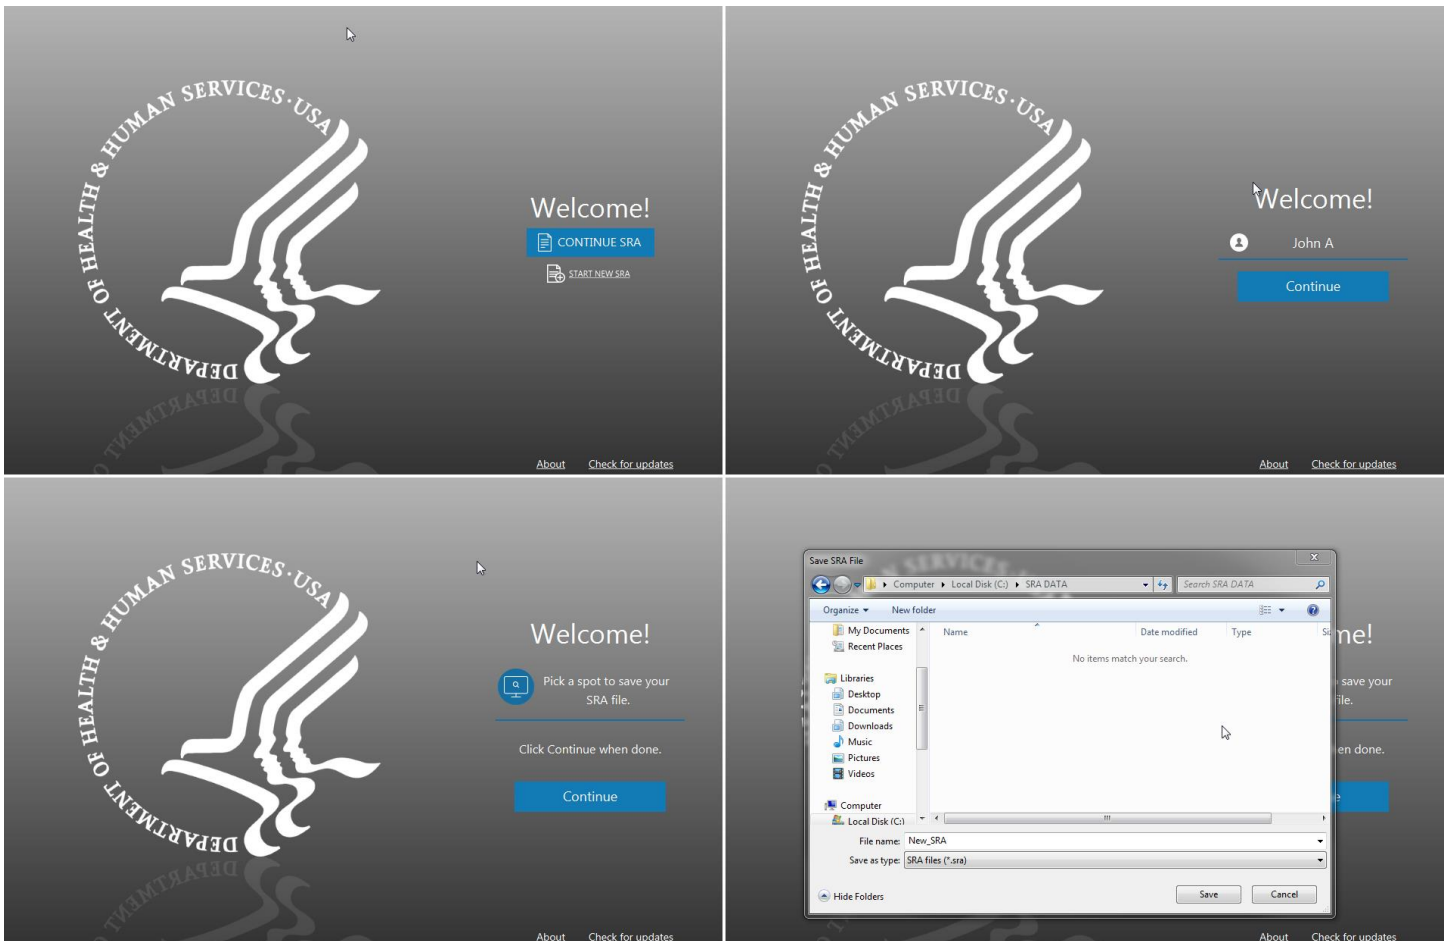 DEPARTMENT OF HEALTH & HUMAN SERVICES·USA
Welcome!
CONTINUE SRA
START NEW SRA
DEPARTMENT
About Check for updates
DEPARTMENT OF HEALTH & HUMAN SERVICES·USA
Welcome!
John A
Continue
DEPARTMENT
About Check for updates
DEPARTMENT OF HEALTH & HUMAN SERVICES·USA
Welcome!
Pick a spot to save your
SRA file.
Click Continue when done.
Continue
DEPARTMENT
About Check for updates
Save SRA File
Computer Local Disk (C:) SRA DATA Search SRA DATA
Organize New folder
My Documents Name Date modified Type Si
Recent Places
No items match your search.
Libraries
Desktop
Documents
Downloads
Music
Pictures
Videos
Computer
Local Disk (C:)
File name: New_SRA
Save as type: SRA files (*.sra)
Hide Folders Save Cancel
me!
save your
file.
en done.
e
About Check for updates